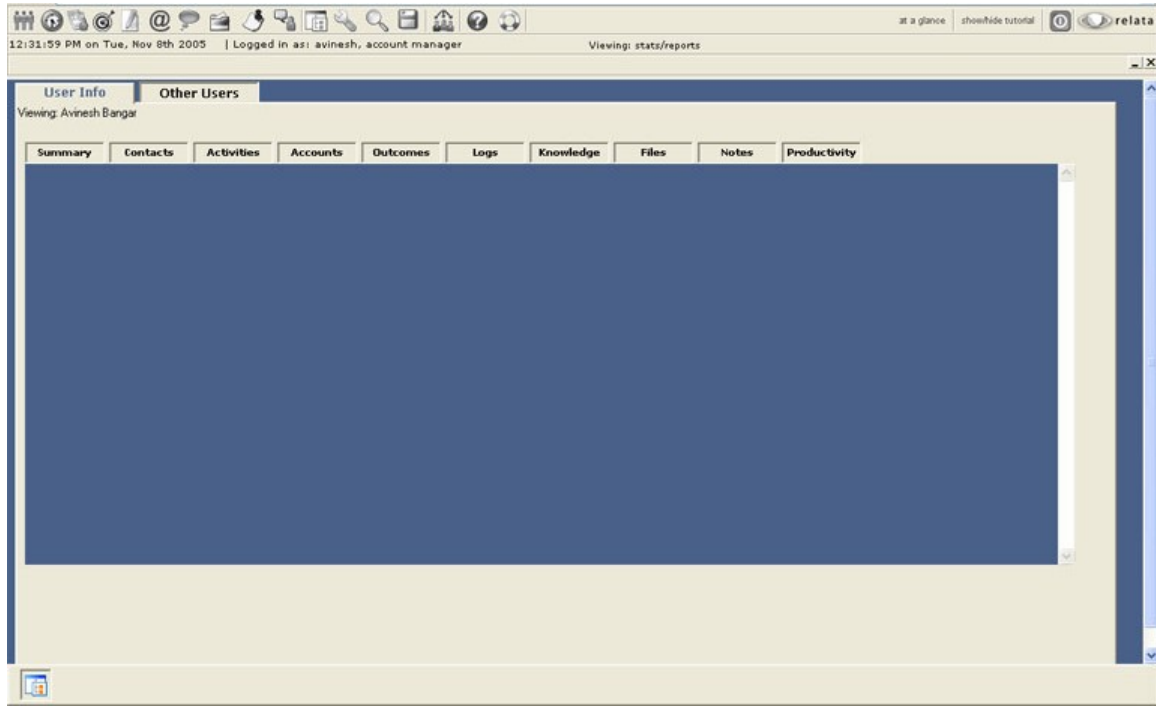 at a glance show/hide tutorial relata
12:31:59 PM on Tue, Nov 8th 2005 | Logged in as: avinesh, account manager Viewing: stats/reports
User Info Other Users
Viewing: Avinesh Bangar
Summary Contacts Activities Accounts Outcomes Logs Knowledge Files Notes Productivity